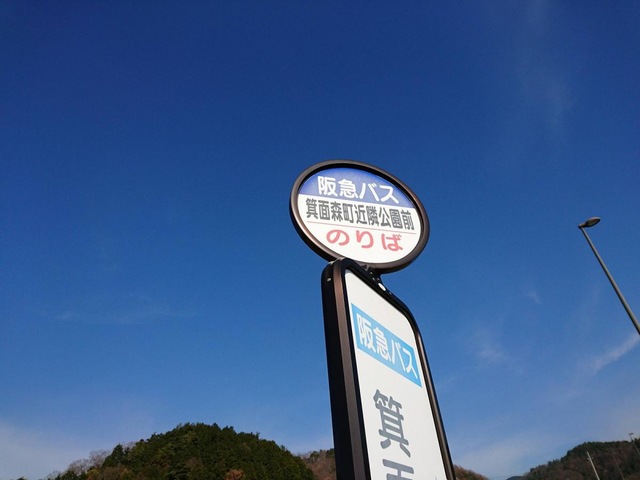 阪急バス
箕面森町近隣公園前
のりば
阪急バス
箕
面